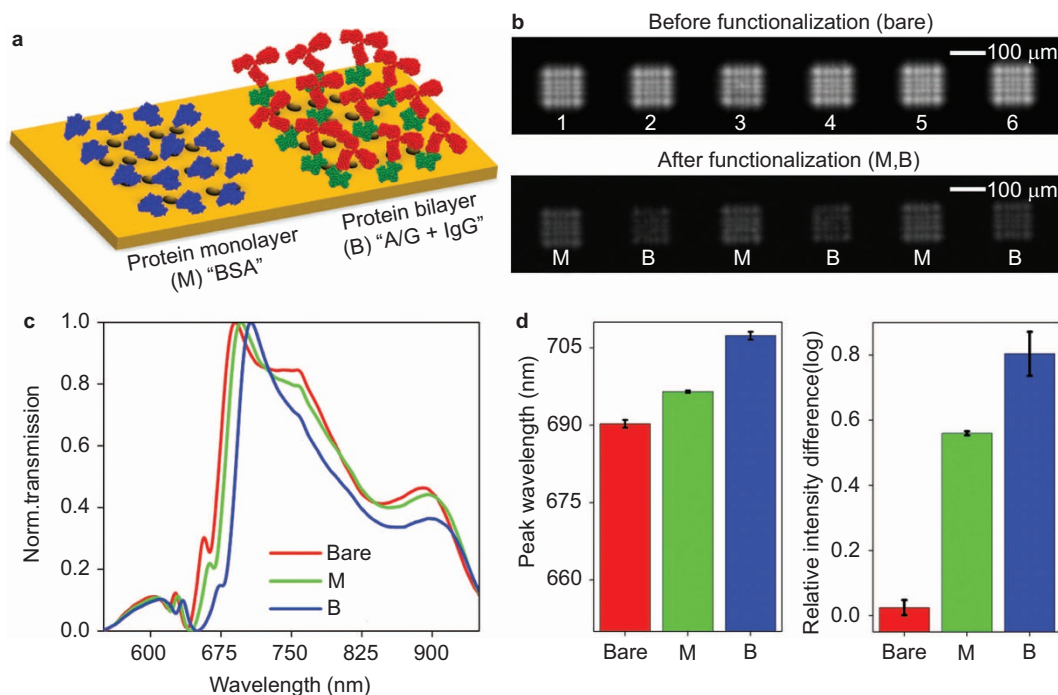 a
Protein monolayer
(M) “BSA”
Protein bilayer
(B) “A/G + IgG”
b
Before functionalization (bare)
100 μm
1 2 3 4 5 6
After functionalization (M,B)
100 μm
M B M B M B
c
Norm.transmission
1.0
0.8
0.6
0.4
0.2
0.0
Bare
M
B
600 675 750 825 900
Wavelength (nm)
d
Peak wavelength (nm)
705
690
675
660
Bare M B
Relative intensity difference(log)
0.8
0.6
0.4
0.2
0.0
Bare M B